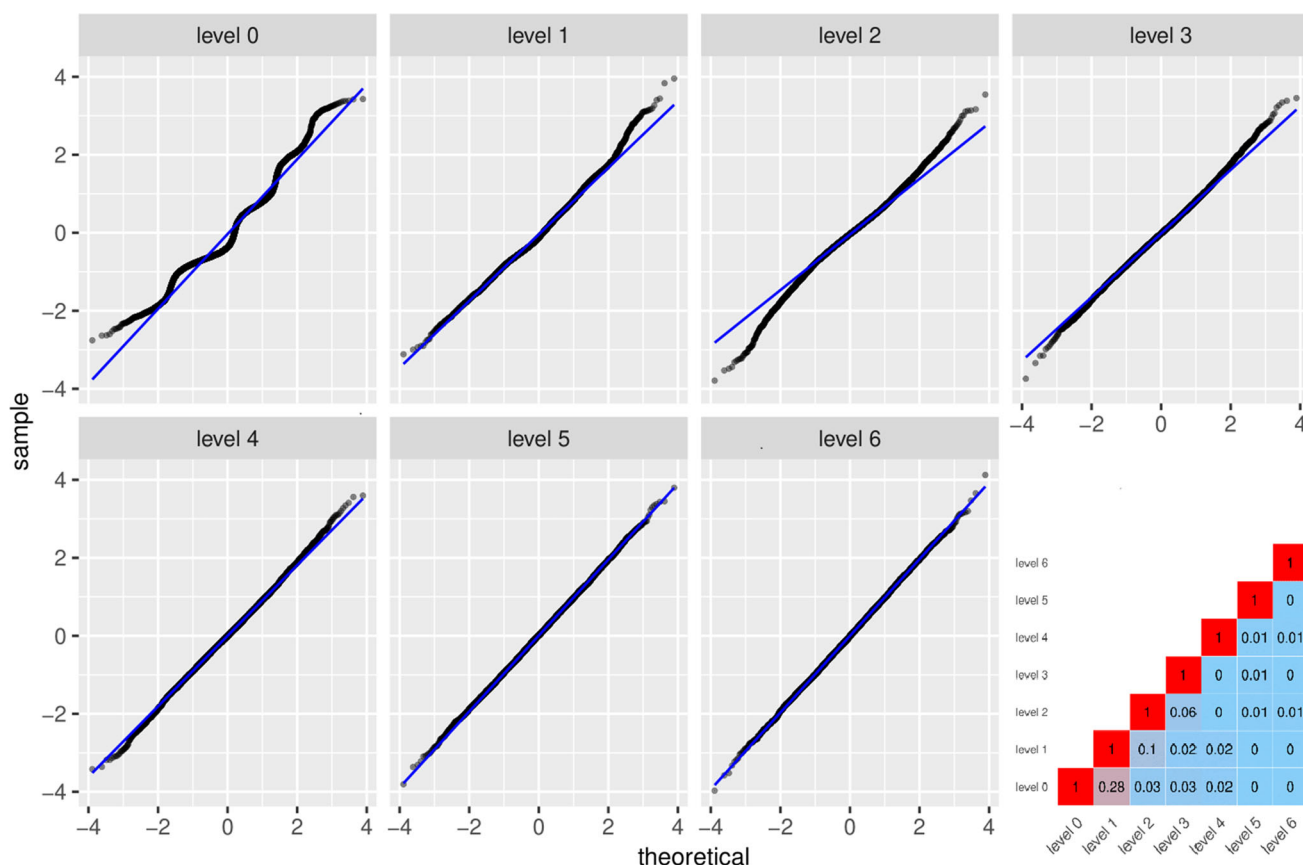 level 0 level 1 level 2 level 3
4
2
0
−2
−4
−4 −2 0 2 4
level 4 level 5 level 6
4
2
0
−2
−4
−4 −2 0 2 4 −4 −2 0 2 4 −4 −2 0 2 4
sample
theoretical
level 6 1
level 5 1 0
level 4 1 0.01 0.01
level 3 1 0 0.01 0
level 2 1 0.06 0 0.01 0.01
level 1 1 0.1 0.02 0.02 0 0
level 0 1 0.28 0.03 0.03 0.02 0 0
level 0 level 1 level 2 level 3 level 4 level 5 level 6